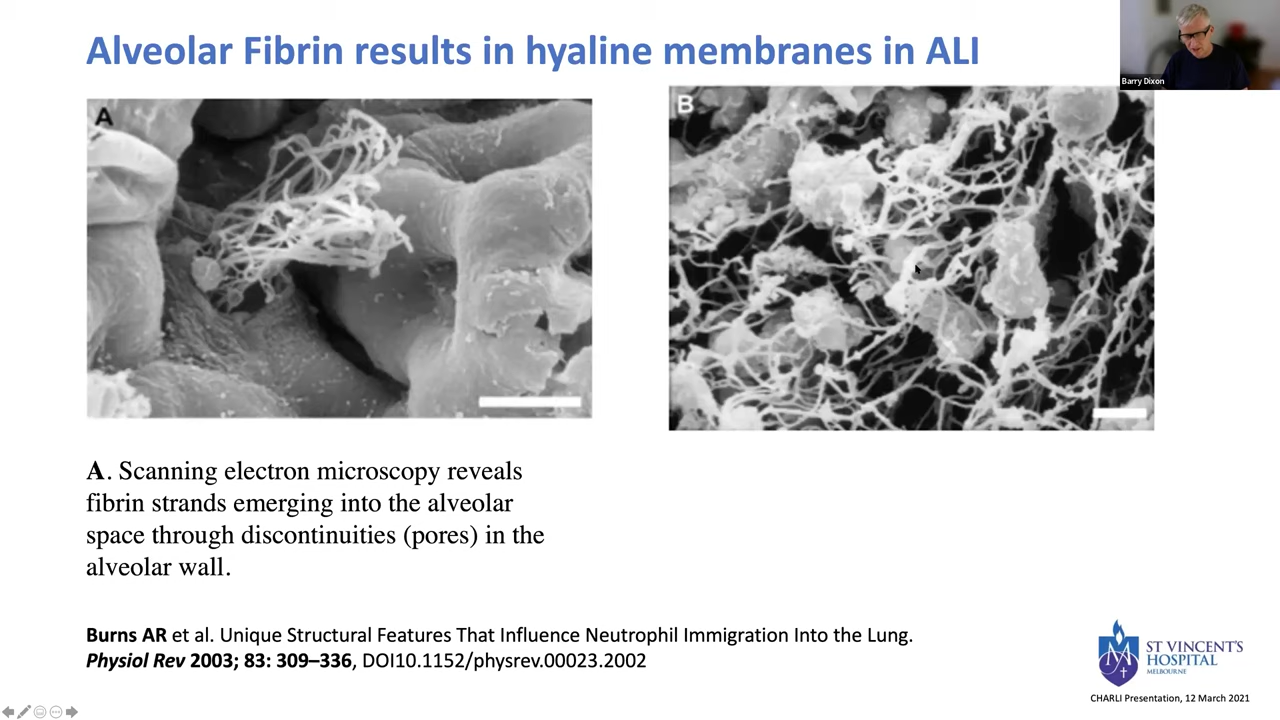 Alveolar Fibrin results in hyaline membranes in ALI
Barry Dixon
A
B
A. Scanning electron microscopy reveals
fibrin strands emerging into the alveolar
space through discontinuities (pores) in the
alveolar wall.
Burns AR et al. Unique Structural Features That Influence Neutrophil Immigration Into the Lung.
Physiol Rev 2003; 83: 309–336, DOI10.1152/physrev.00023.2002
ST VINCENT'S
HOSPITAL
MELBOURNE
CHARLI Presentation, 12 March 2021